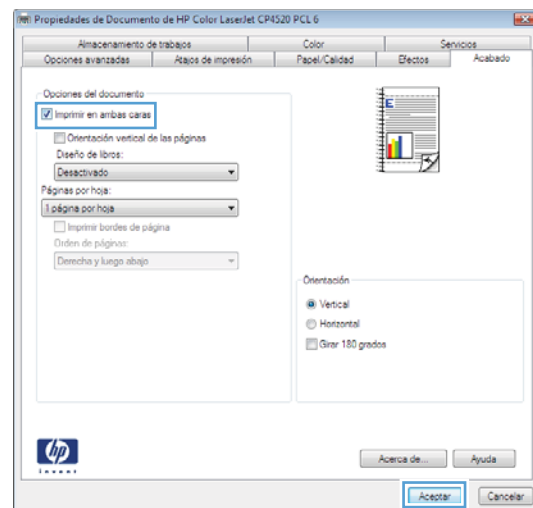 Propiedades de Documento de HP Color LaserJet CP4520 PCL 6
Almacenamiento de trabajos Color Servicios
Opciones avanzadas Atajos de impresión Papel/Calidad Efectos Acabado
Opciones del documento
Imprimir en ambas caras
Orientación vertical de las páginas
Diseño de libros:
Desactivado
Páginas por hoja:
1 página por hoja
Imprimir bordes de página
Orden de páginas:
Derecha y luego abajo
E
Orientación
Vertical
Horizontal
Girar 180 grados
hp
invent
Acerca de... Ayuda
Aceptar Cancelar